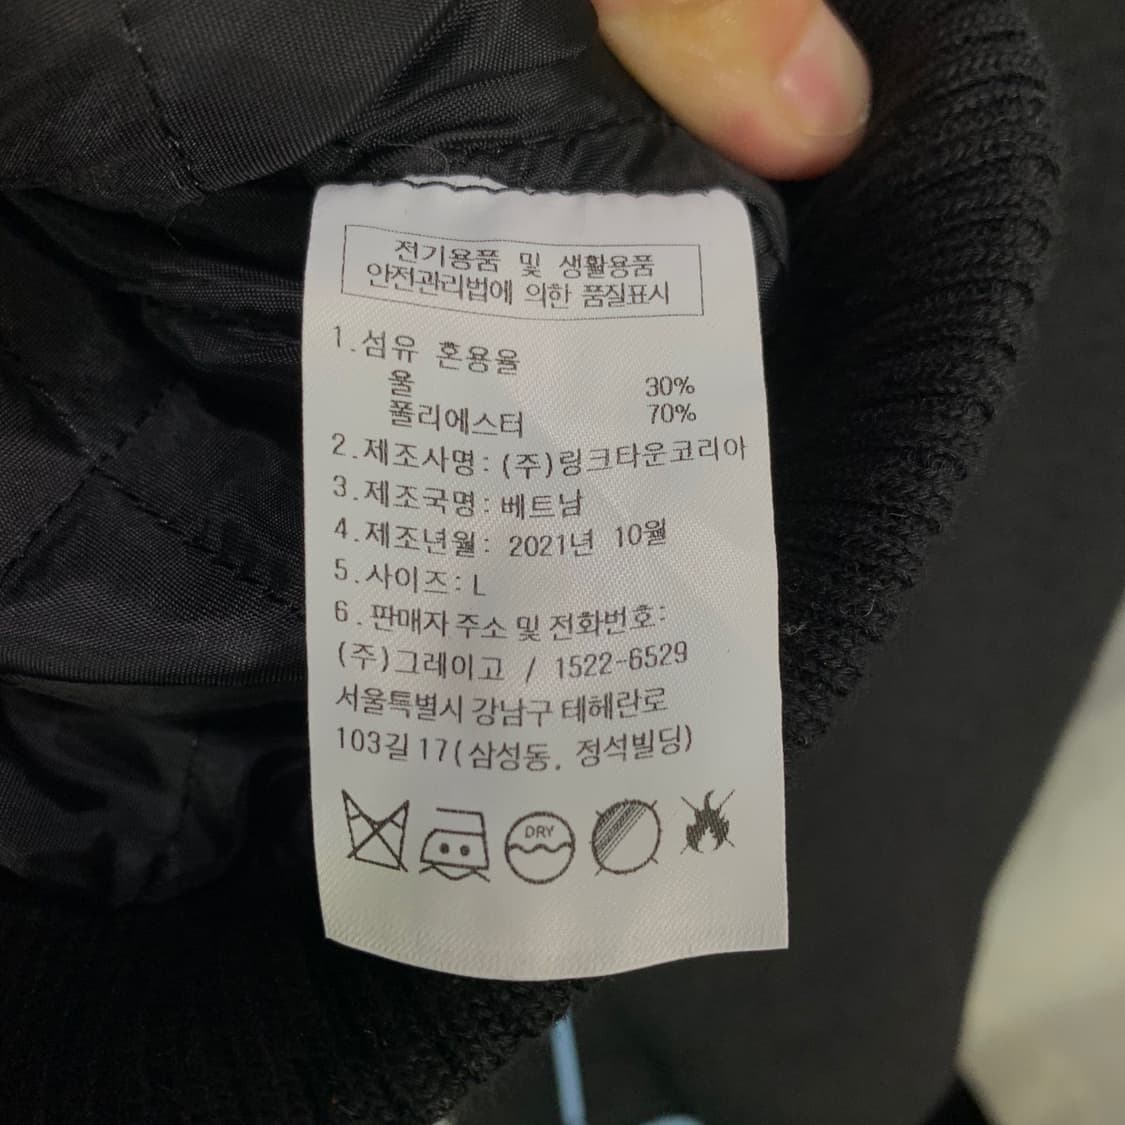 전기용품 및 생활용품
안전관리법에 의한 품질표시
1.섬유 혼용율
울 30%
폴리에스터 70%
2.제조사명: (주)링크타운코리아
3.제조국명: 베트남
4.제조년월: 2021년 10월
5.사이즈: L
6.판매자 주소 및 전화번호:
(주)그레이고 / 1522-6529
서울특별시 강남구 테헤란로
103길 17(삼성동, 정석빌딩)
DRY